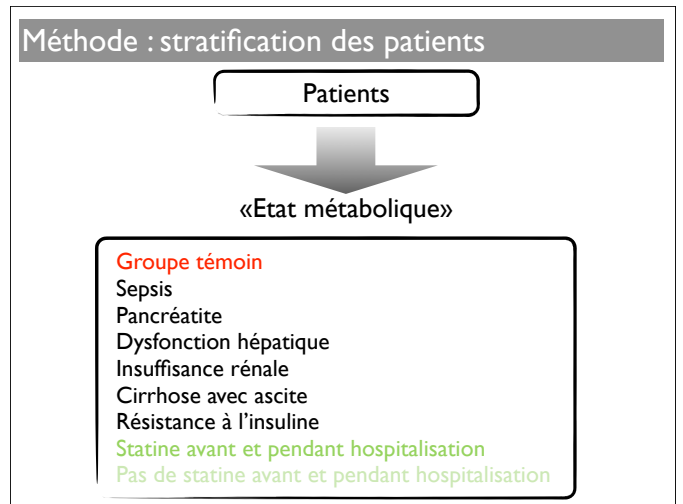 Méthode : stratification des patients
Patients
«Etat métabolique»
Groupe témoin
Sepsis
Pancréatite
Dysfonction hépatique
Insuffisance rénale
Cirrhose avec ascite
Résistance à l'insuline
Statine avant et pendant hospitalisation
Pas de statine avant et pendant hospitalisation